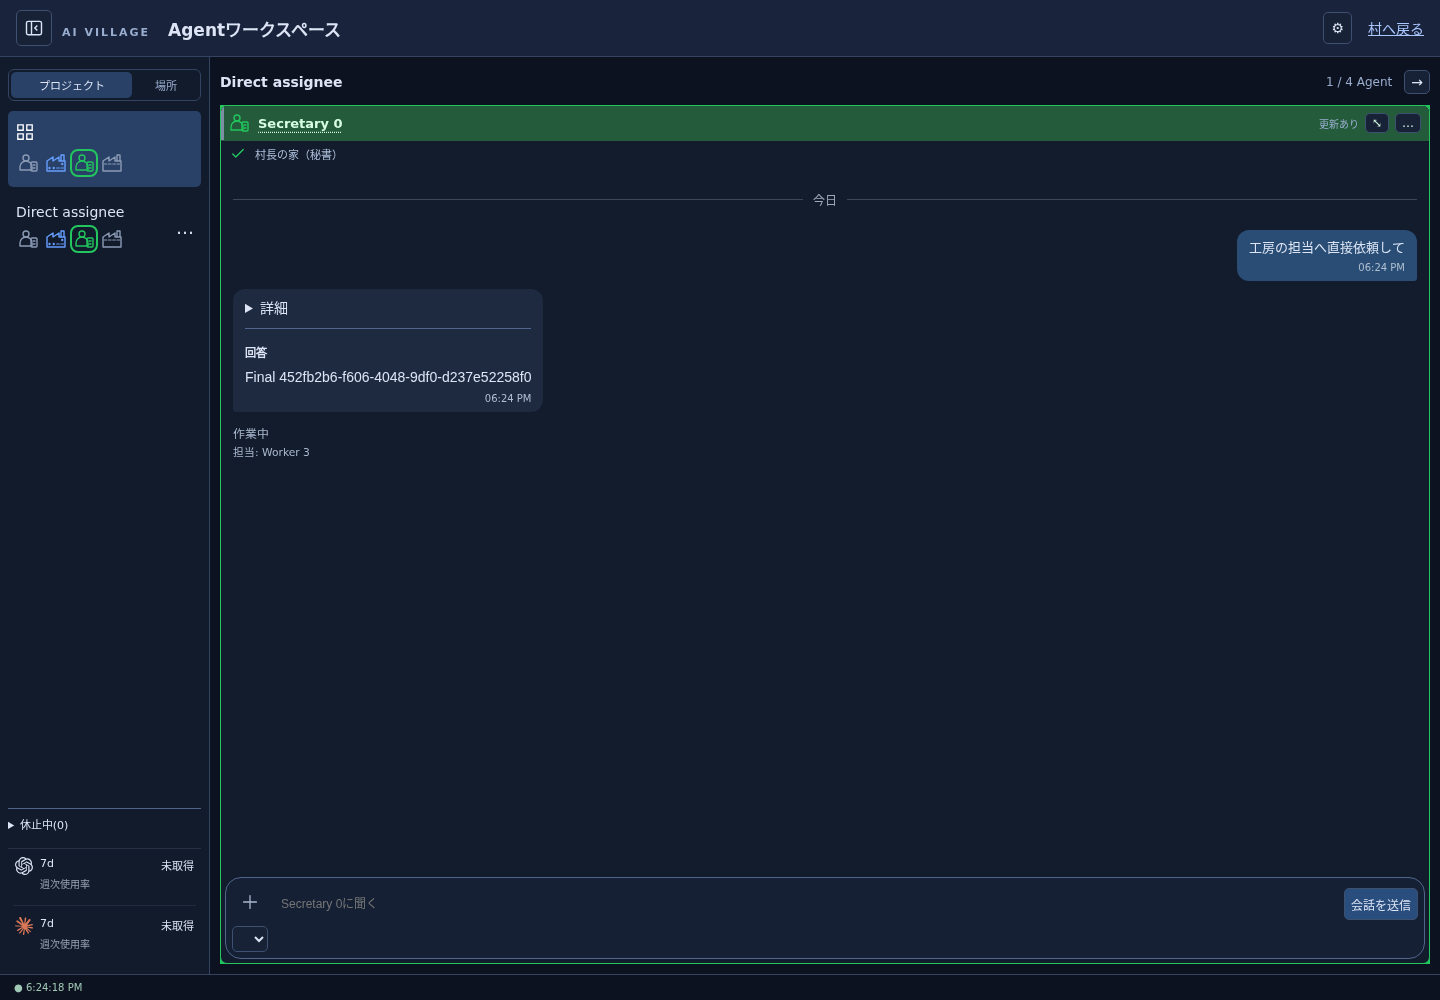 AI VILLAGE
Agentワークスペース
村へ戻る
プロジェクト
場所
Direct assignee
1 / 4 Agent
→
Secretary 0
更新あり
...
村長の家（秘書）
Direct assignee
...
今日
工房の担当へ直接依頼して
06:24 PM
詳細
回答
Final 452fb2b6-f606-4048-9df0-d237e52258f0
06:24 PM
作業中
担当: Worker 3
休止中(0)
7d
未取得
週次使用率
7d
未取得
週次使用率
Secretary 0に聞く
会話を送信
6:24:18 PM